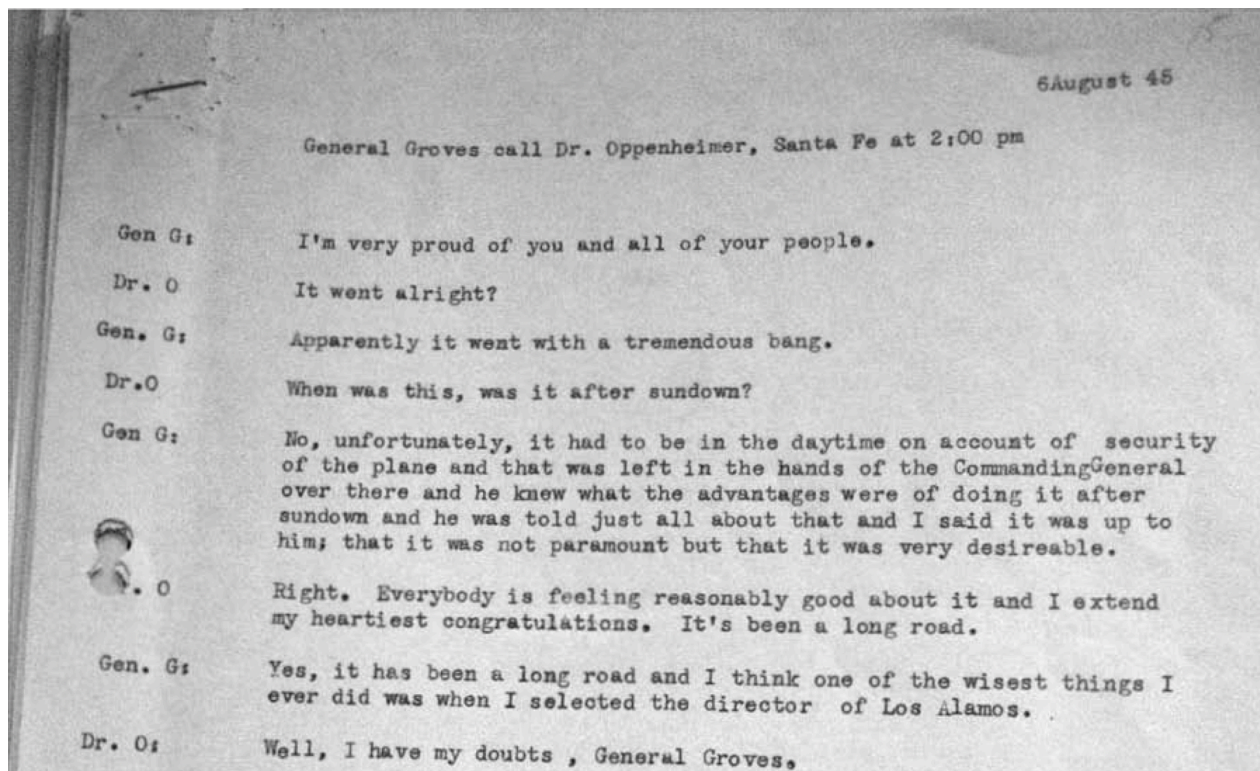 6August 45
General Groves call Dr. Oppenheimer, Santa Fe at 2:00 pm
Gen G: I'm very proud of you and all of your people.
Dr. O It went alright?
Gen. G: Apparently it went with a tremendous bang.
Dr.O When was this, was it after sundown?
Gen G: No, unfortunately, it had to be in the daytime on account of security
of the plane and that was left in the hands of the CommandingGeneral
over there and he knew what the advantages were of doing it after
sundown and he was told just all about that and I said it was up to
him; that it was not paramount but that it was very desireable.
. O Right. Everybody is feeling reasonably good about it and I extend
my heartiest congratulations. It's been a long road.
Gen. G: Yes, it has been a long road and I think one of the wisest things I
ever did was when I selected the director of Los Alamos.
Dr. O: Well, I have my doubts , General Groves.